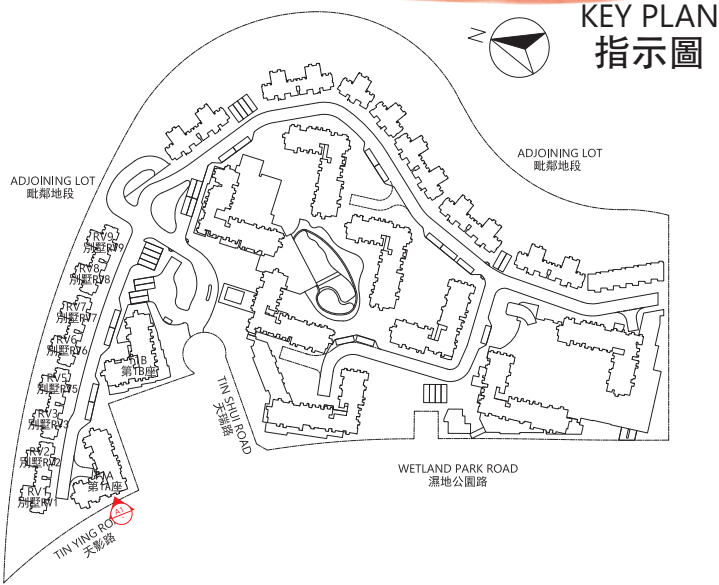 KEY PLAN
指示圖
N
ADJOINING LOT
毗鄰地段
ADJOINING LOT
毗鄰地段
RV9
別墅RV9
RV8
別墅RV8
RV7
別墅RV7
RV6
別墅RV6
RV5
別墅RV5
RV3
別墅RV3
RV2
別墅RV2
RV1
別墅RV1
第1B座
第1A座
A1
TIN SHUI ROAD
天瑞路
WETLAND PARK ROAD
濕地公園路
TIN YING RO
天影路